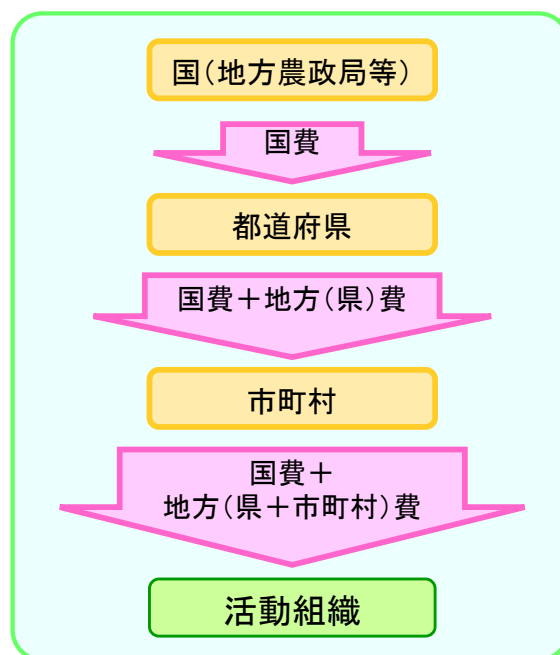 国(地方農政局等)
国費
都道府県
国費+地方(県)費
市町村
国費+
地方(県+市町村)費
活動組織